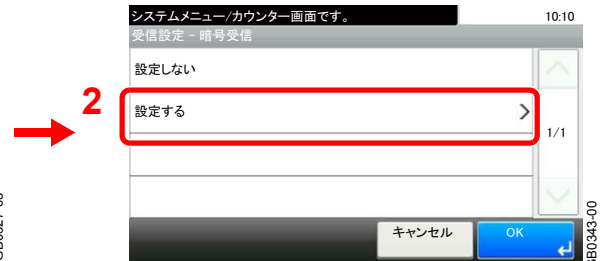 システムメニュー/カウンター画面です。
10:10
受信設定 - 暗号受信
設定しない
2
設定する
1/1
キャンセル
OK
GB0343-00